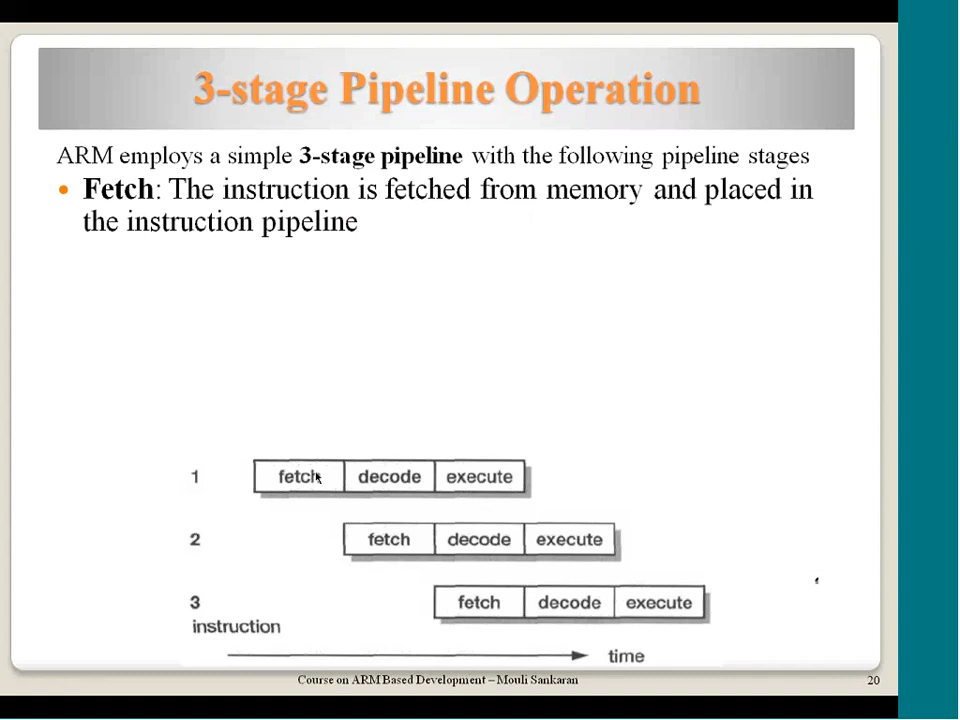 3-stage Pipeline Operation
ARM employs a simple 3-stage pipeline with the following pipeline stages
• Fetch: The instruction is fetched from memory and placed in
the instruction pipeline
1 fetch decode execute
2 fetch decode execute
3 fetch decode execute
instruction
time
Course on ARM Based Development – Mouli Sankaran
20